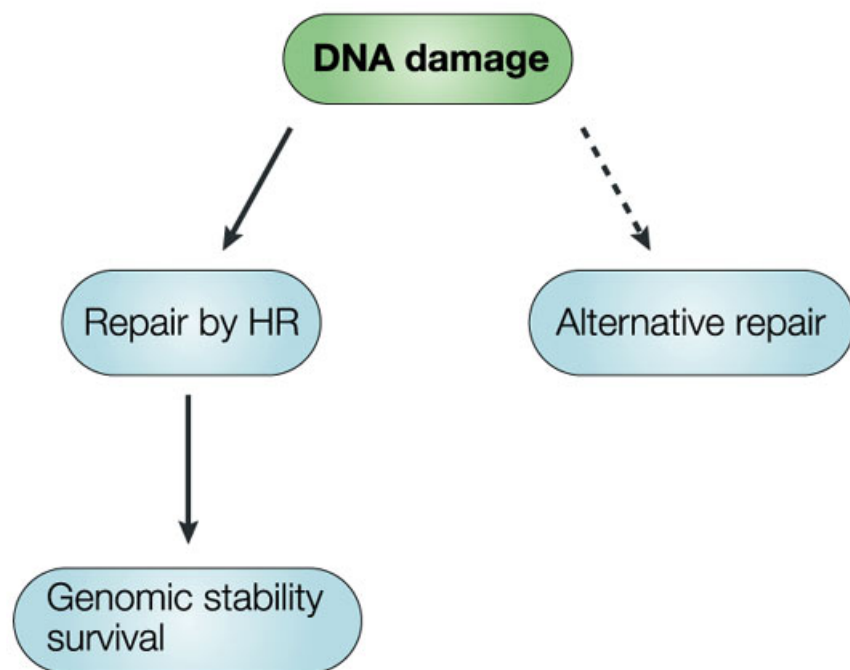 DNA damage
Repair by HR
Alternative repair
Genomic stability
survival